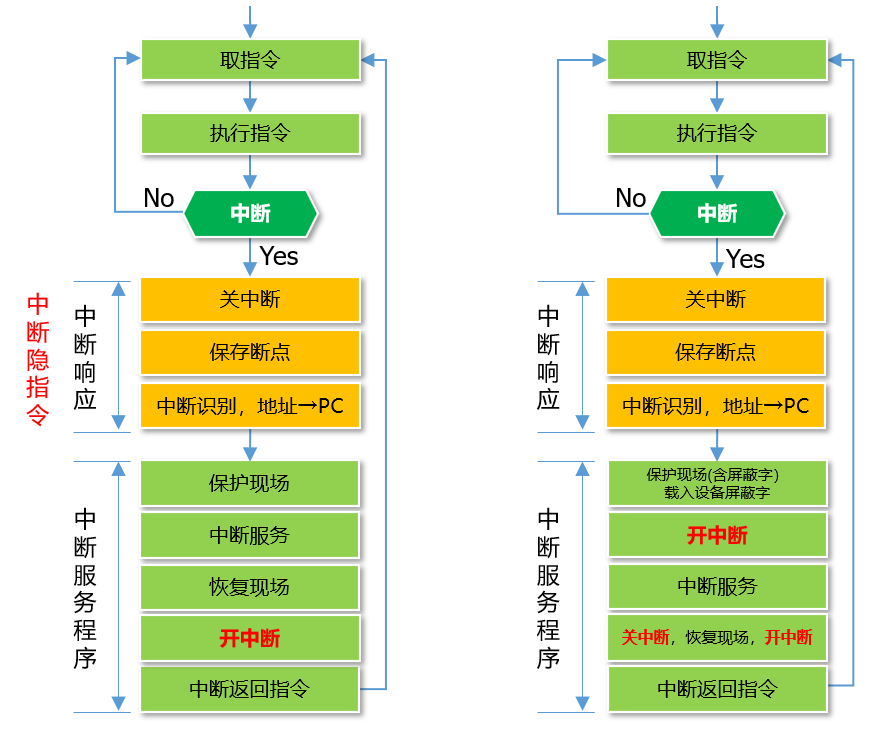 取指令
执行指令
No
中断
Yes
中断隐指令
中断响应
关中断
保存断点
中断识别，地址→PC
中断服务程序
保护现场
中断服务
恢复现场
开中断
中断返回指令
取指令
执行指令
No
中断
Yes
中断响应
关中断
保存断点
中断识别，地址→PC
中断服务程序
保护现场(含屏蔽字)
载入设备屏蔽字
开中断
中断服务
关中断，恢复现场，开中断
中断返回指令